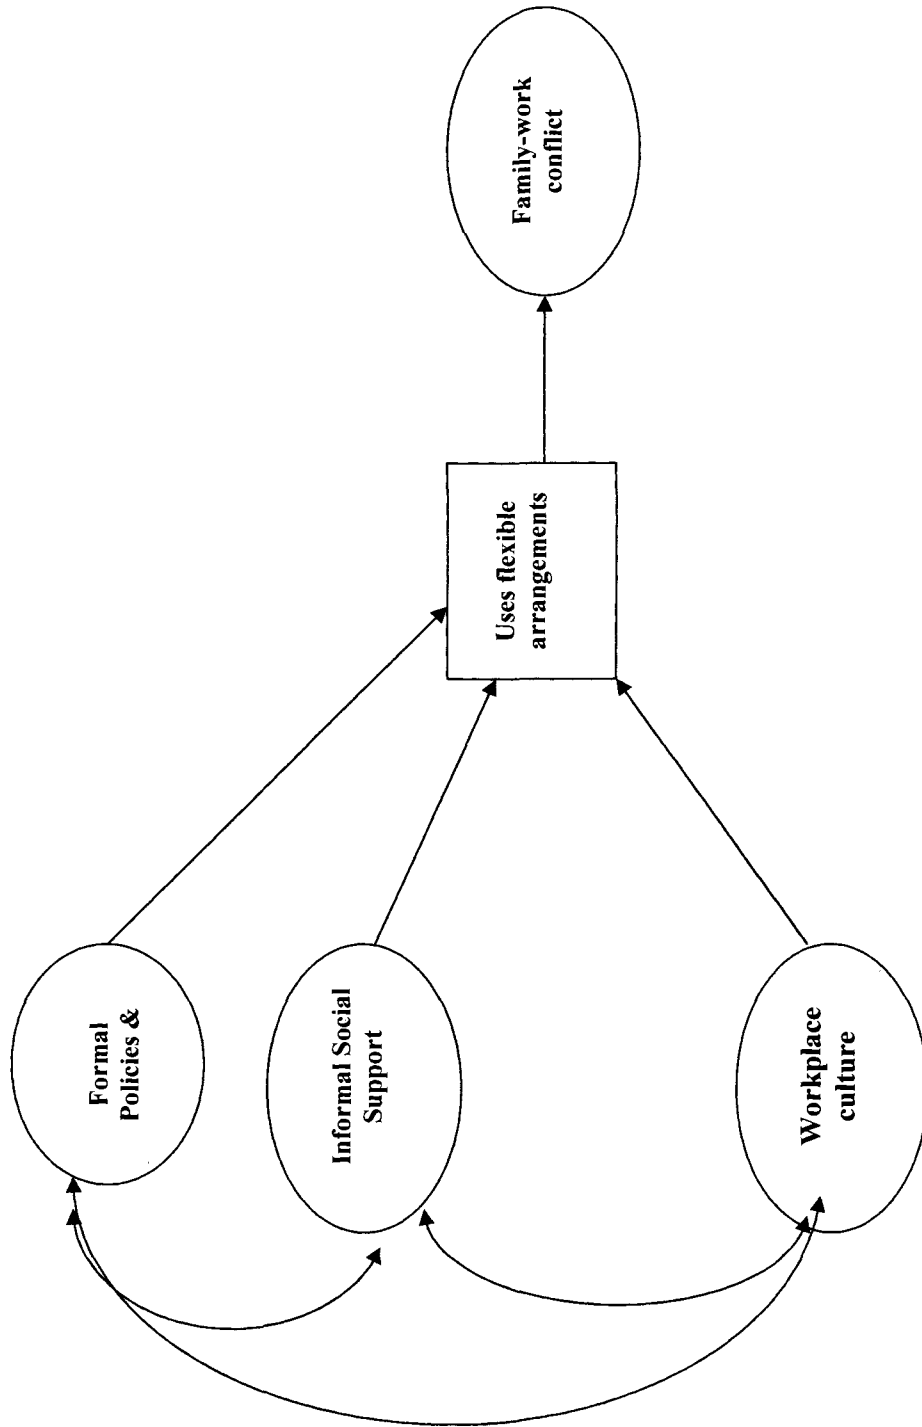 Formal
Policies &
Informal Social
Support
Workplace
culture
Uses flexible
arrangements
Family-work
conflict